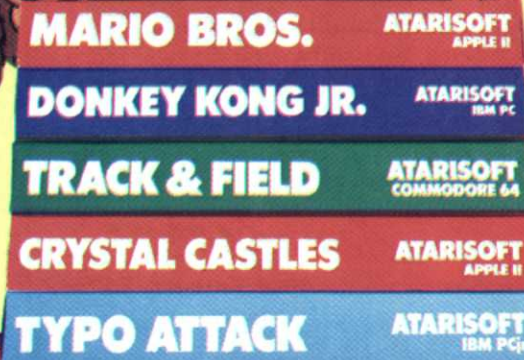 MARIO BROS. ATARISOFT
APPLE II
DONKEY KONG JR. ATARISOFT
IBM PC
TRACK & FIELD ATARISOFT
COMMODORE 64
CRYSTAL CASTLES ATARISOFT
APPLE II
TYPO ATTACK ATARISOFT
IBM PCjr